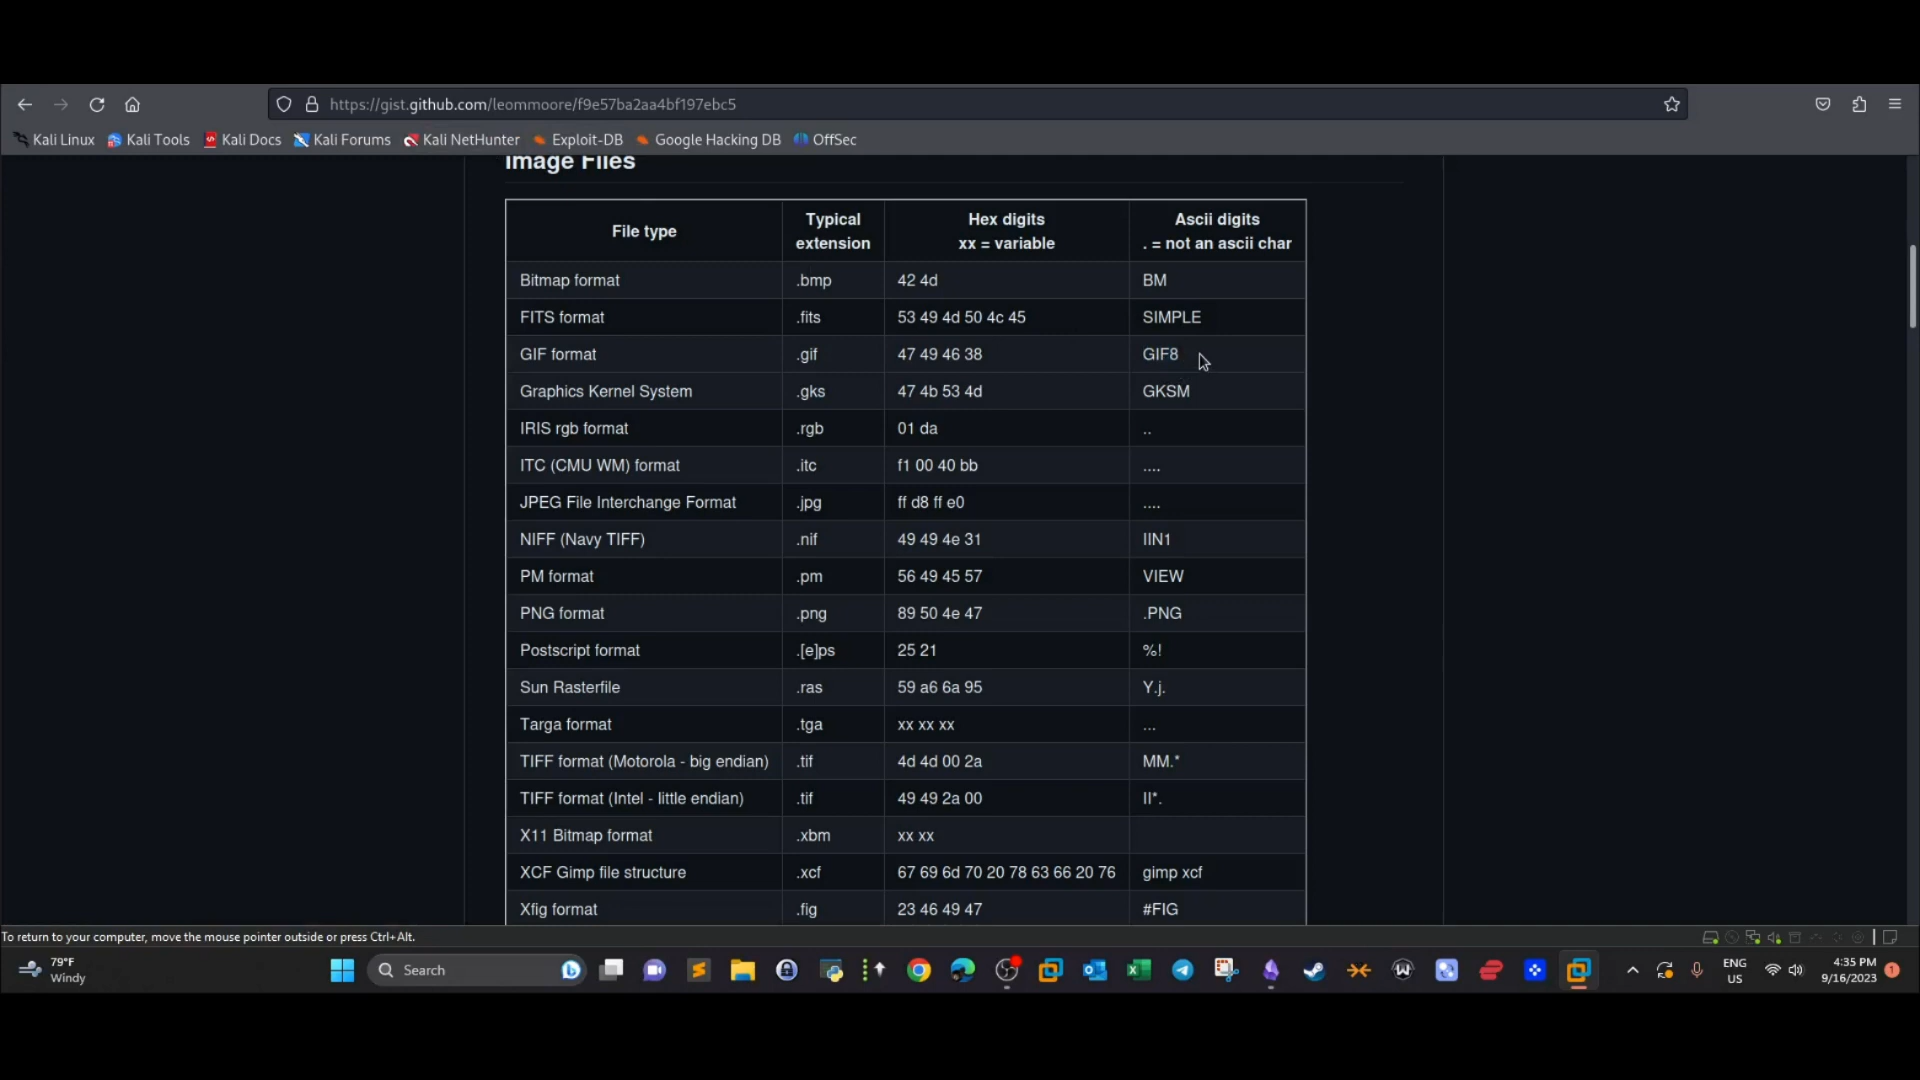 https://gist.github.com/leommoore/f9e57ba2aa4bf197ebc5
Kali Linux Kali Tools Kali Docs Kali Forums Kali NetHunter Exploit-DB Google Hacking DB OffSec
Image Files
File type Typical extension Hex digits xx = variable Ascii digits . = not an ascii char
Bitmap format .bmp 42 4d BM
FITS format .fits 53 49 4d 50 4c 45 SIMPLE
GIF format .gif 47 49 46 38 GIF8
Graphics Kernel System .gks 47 4b 53 4d GKSM
IRIS rgb format .rgb 01 da ..
ITC (CMU WM) format .itc f1 00 40 bb ....
JPEG File Interchange Format .jpg ff d8 ff e0 ....
NIFF (Navy TIFF) .nif 49 49 4e 31 IIN1
PM format .pm 56 49 45 57 VIEW
PNG format .png 89 50 4e 47 .PNG
Postscript format .[e]ps 25 21 %!
Sun Rasterfile .ras 59 a6 6a 95 Y.j.
Targa format .tga xx xx xx ...
TIFF format (Motorola - big endian) .tif 4d 4d 00 2a MM.*
TIFF format (Intel - little endian) .tif 49 49 2a 00 II*.
X11 Bitmap format .xbm xx xx
XCF Gimp file structure .xcf 67 69 6d 70 20 78 63 66 20 76 gimp xcf
Xfig format .fig 23 46 49 47 #FIG
To return to your computer, move the mouse pointer outside or press Ctrl+Alt.
79°F
Windy
Search
ENG
US
4:35 PM
9/16/2023
1